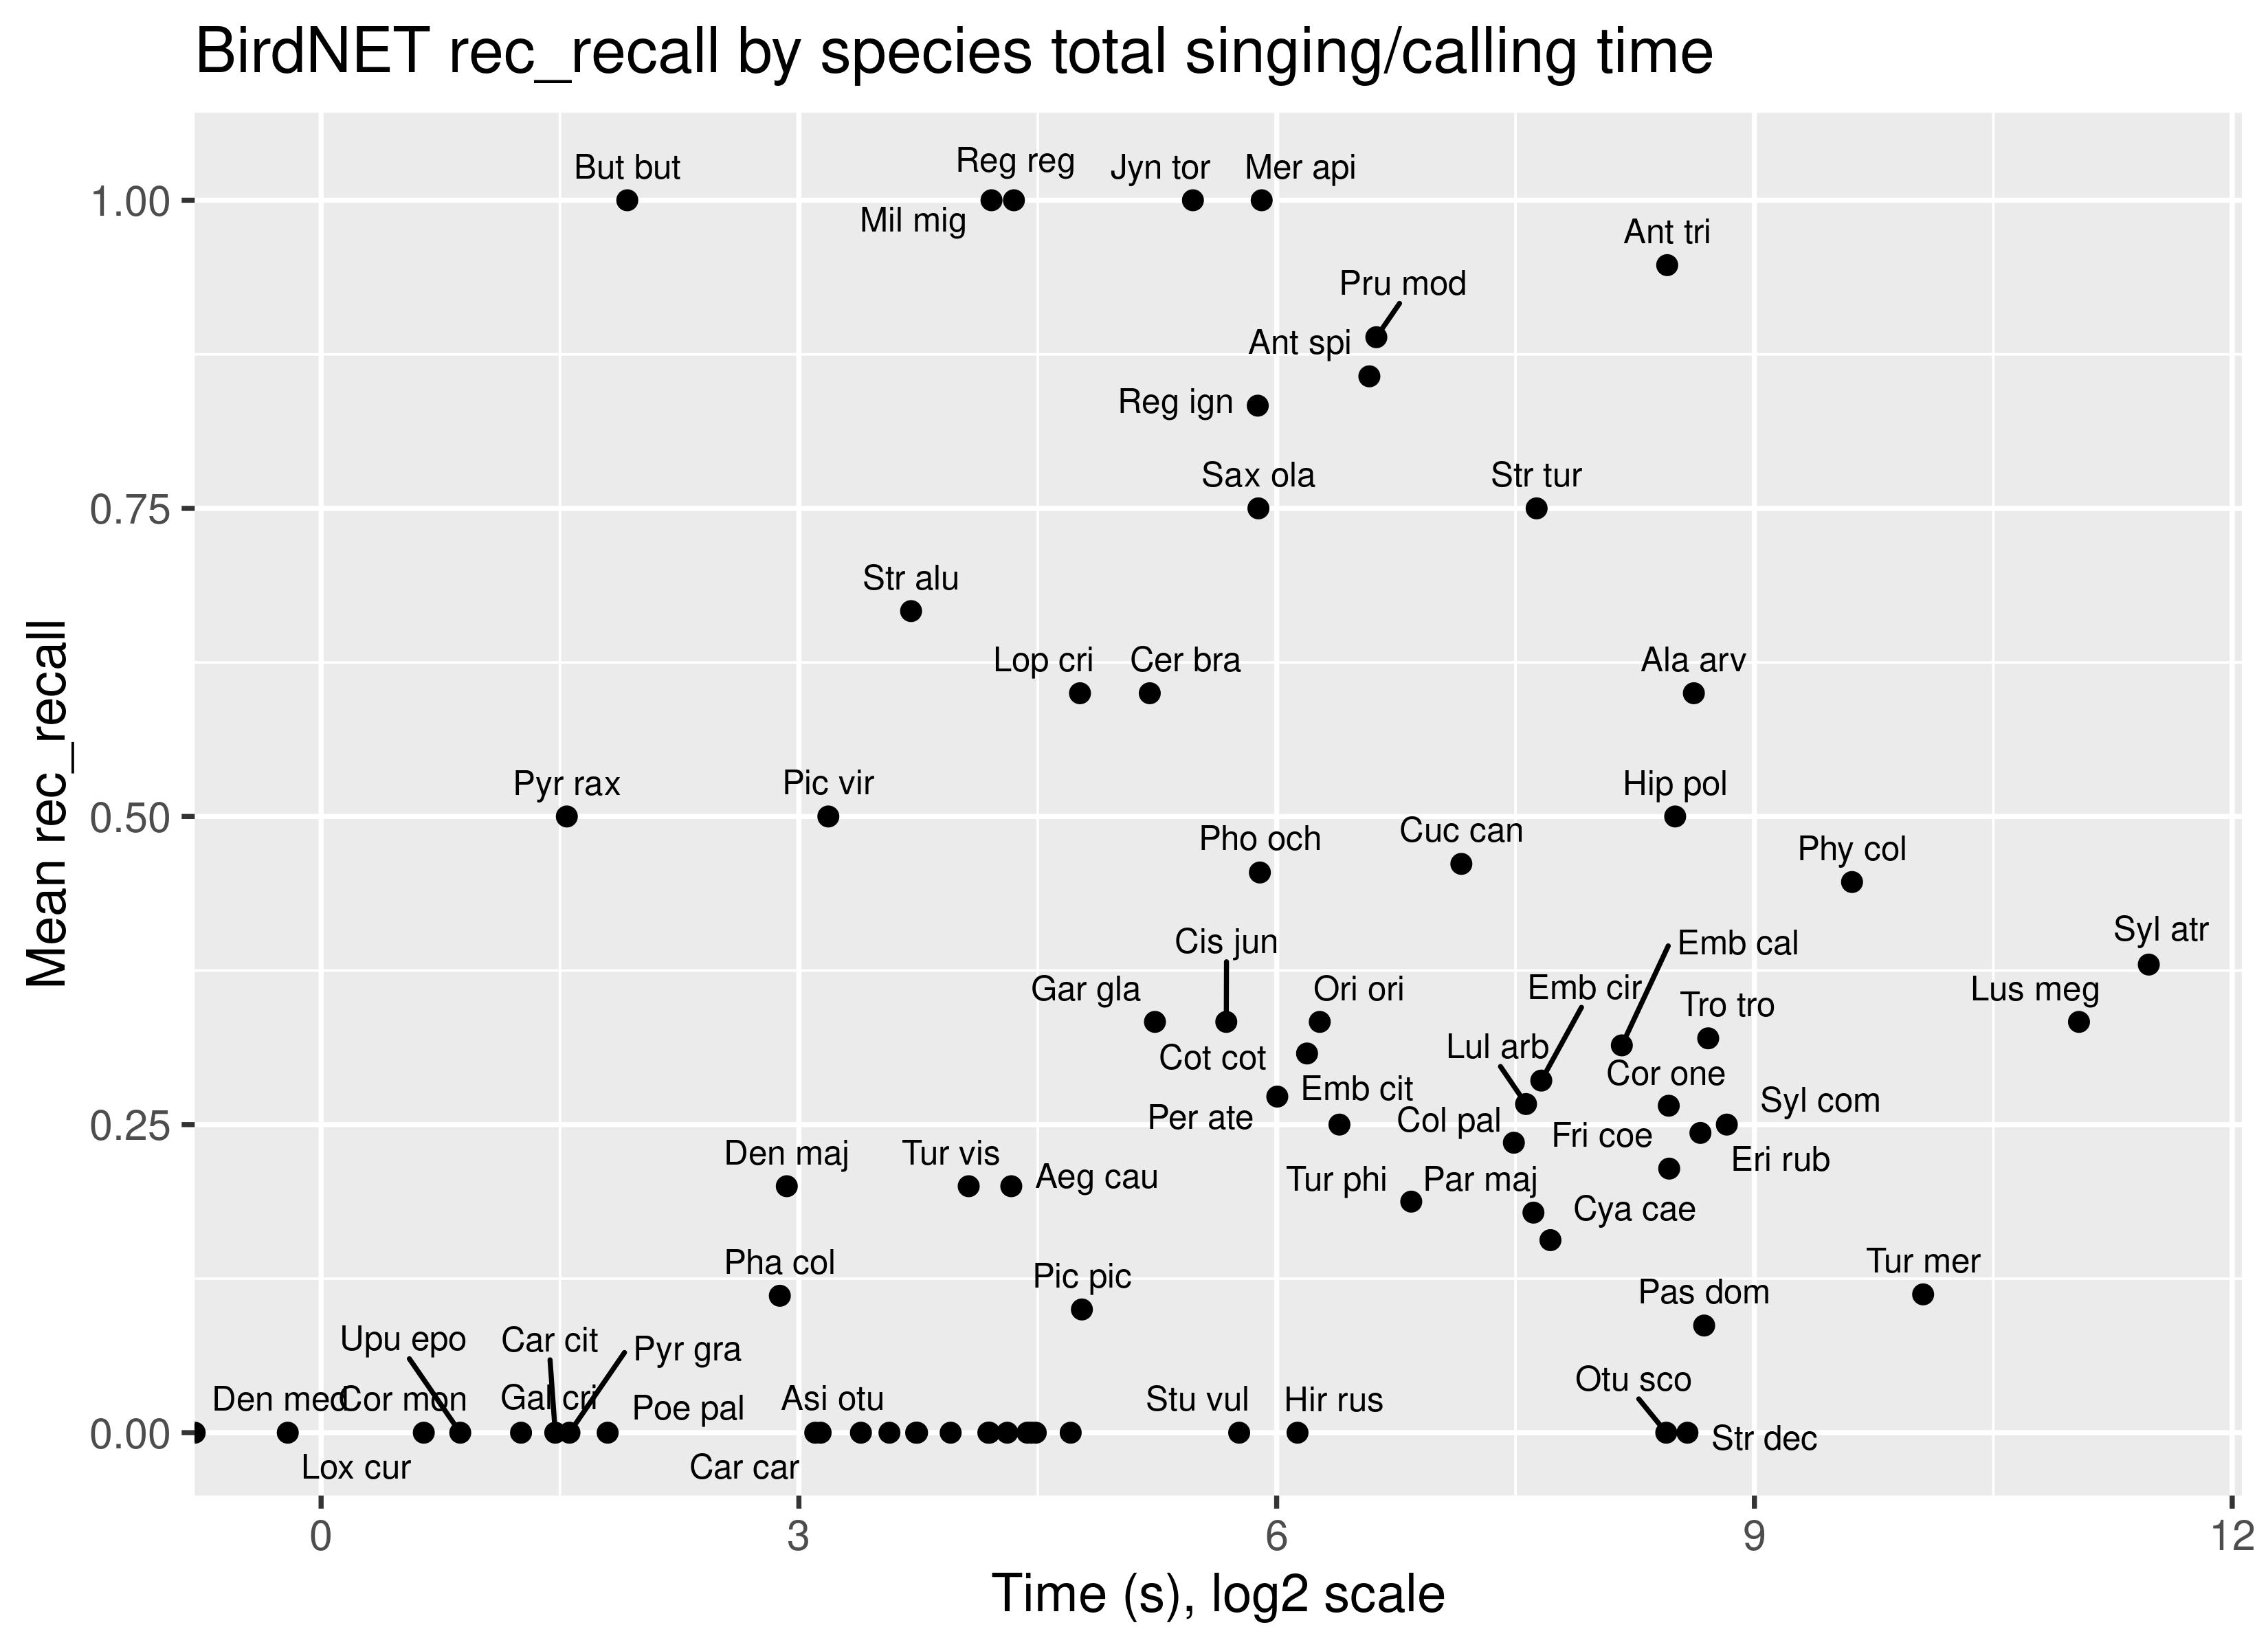 BirdNET rec_recall by species total singing/calling time
But but
Reg reg
Jyn tor
Mer api
1.00
Mil mig
Ant tri
Pru mod
Ant spi
Reg ign
Sax ola
Str tur
0.75
Str alu
Lop cri
Cer bra
Ala arv
Mean rec_recall
Pyr rax
Pic vir
Hip pol
0.50
Pho och
Cuc can
Phy col
Cis jun
Emb cal
Syl atr
Gar gla
Ori ori
Emb cir
Lus meg
Tro tro
Lul arb
Cot cot
Cor one
Emb cit
Syl com
Per ate
Col pal
0.25
Fri coe
Eri rub
Den maj
Tur vis
Aeg cau
Tur phi
Par maj
Cya cae
Pha col
Pic pic
Tur mer
Pas dom
Upu epo
Car cit
Pyr gra
Otu sco
Den med
Cor mon
Gal cri
Poe pal
Asi otu
Stu vul
Hir rus
0.00
Str dec
Lox cur
Car car
0
3
6
9
12
Time (s), log2 scale